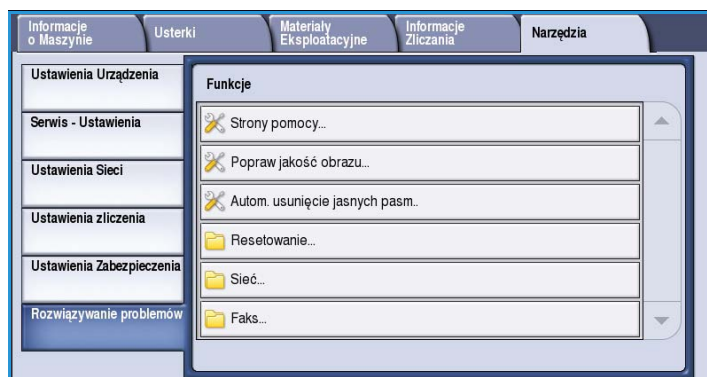 Informacje
o Maszynie
Usterki
Materiały
Eksploatacyjne
Informacje
Zliczania
Narzędzia
Ustawienia Urządzenia
Serwis - Ustawienia
Ustawienia Sieci
Ustawienia zliczenia
Ustawienia Zabezpieczenia
Rozwiązywanie problemów
Funkcje
Strony pomocy...
Popraw jakość obrazu...
Autom. usunięcie jasnych pasm..
Resetowanie...
Sieć...
Faks...